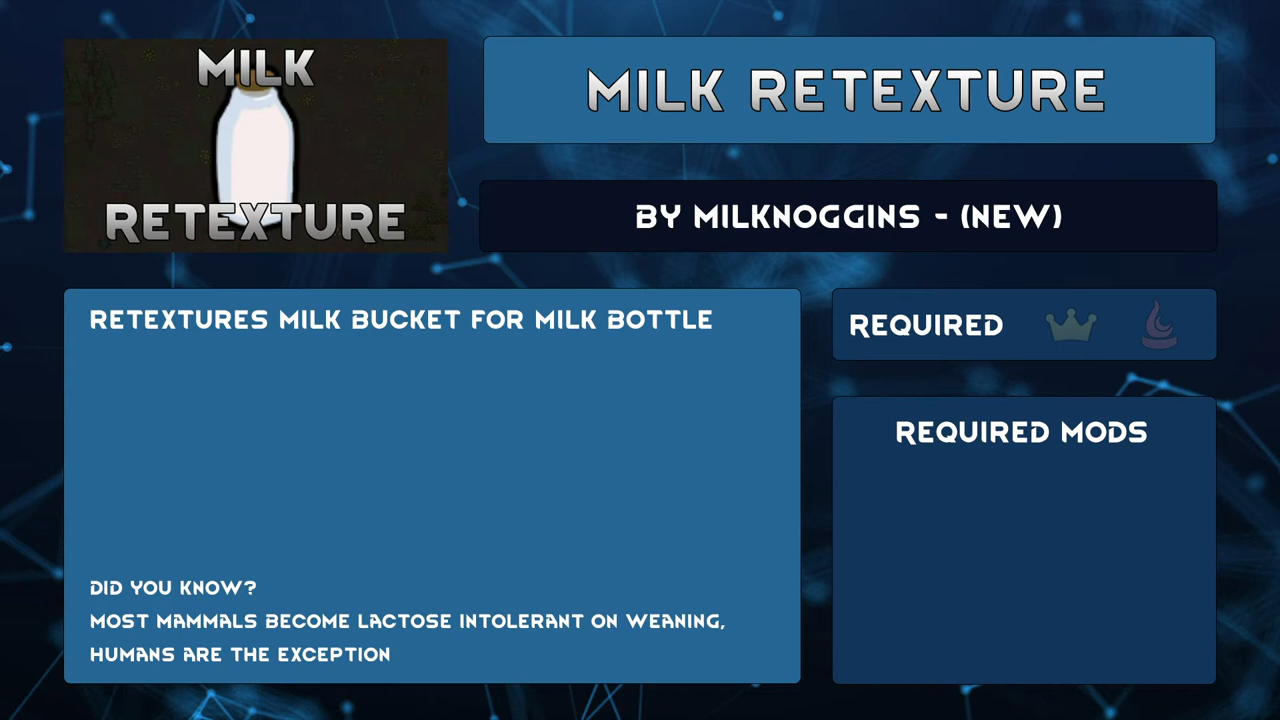 MILK
RETEXTURE
MILK RETEXTURE
BY MILKNOGGINS - (NEW)
RETEXTURES MILK BUCKET FOR MILK BOTTLE
DID YOU KNOW?
MOST MAMMALS BECOME LACTOSE INTOLERANT ON WEANING,
HUMANS ARE THE EXCEPTION
REQUIRED
REQUIRED MODS